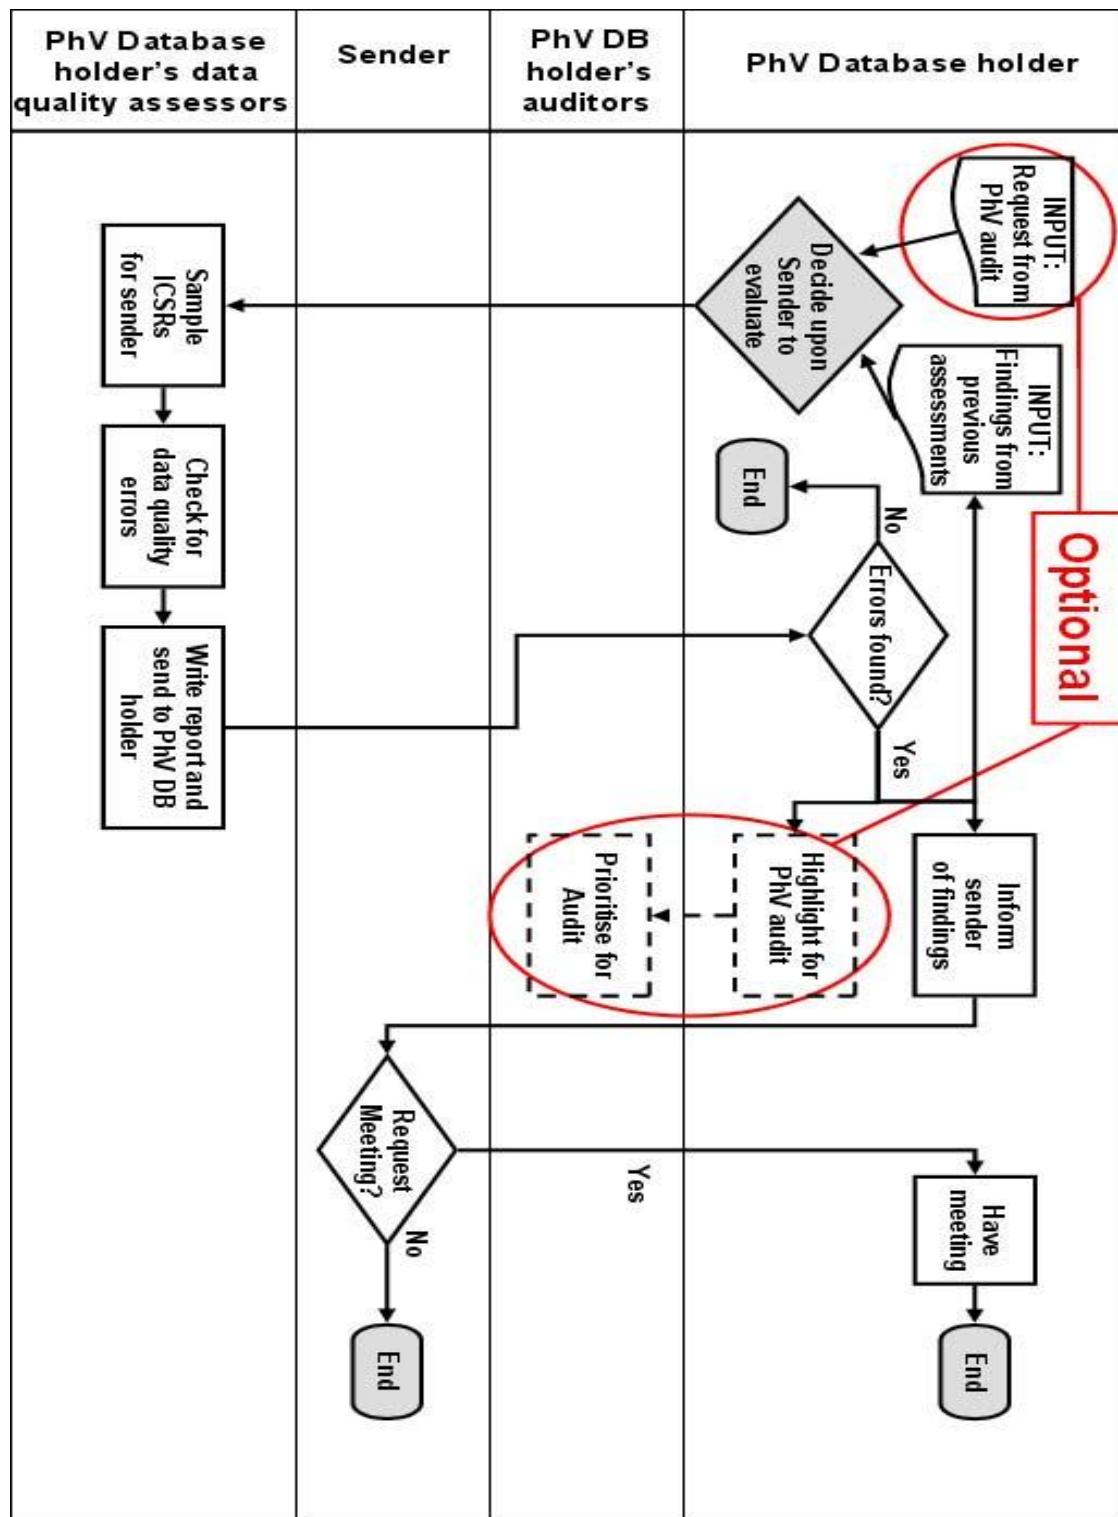 PhV Database
holder's data
quality assessors
Sender
PhV DB
holder's
auditors
PhV Database holder
INPUT:
Request from
PhV audit
Decide upon
Sender to
evaluate
INPUT:
Findings from
previous
assessments
Optional
Sample
ICSRs
for sender
Check for
data quality
errors
Write report and
send to PhV DB
holder
End
No
Errors found?
Yes
Inform
sender
of findings
Highlight for
PhV audit
Prioritise for
Audit
Request
Meeting?
Yes
No
Have
meeting
End
End